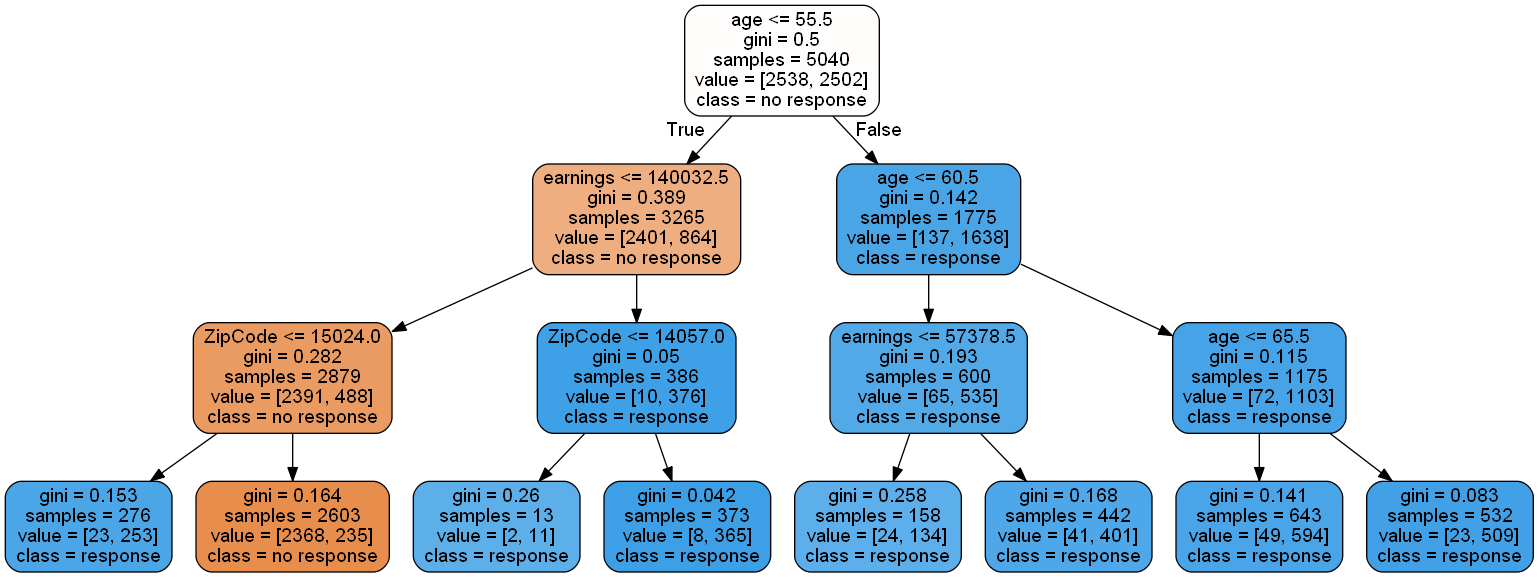 age <= 55.5
gini = 0.5
samples = 5040
value = [2538, 2502]
class = no response
True
False
earnings <= 140032.5
gini = 0.389
samples = 3265
value = [2401, 864]
class = no response
age <= 60.5
gini = 0.142
samples = 1775
value = [137, 1638]
class = response
ZipCode <= 15024.0
gini = 0.282
samples = 2879
value = [2391, 488]
class = no response
ZipCode <= 14057.0
gini = 0.05
samples = 386
value = [10, 376]
class = response
earnings <= 57378.5
gini = 0.193
samples = 600
value = [65, 535]
class = response
age <= 65.5
gini = 0.115
samples = 1175
value = [72, 1103]
class = response
gini = 0.153
samples = 276
value = [23, 253]
class = response
gini = 0.164
samples = 2603
value = [2368, 235]
class = no response
gini = 0.26
samples = 13
value = [2, 11]
class = response
gini = 0.042
samples = 373
value = [8, 365]
class = response
gini = 0.258
samples = 158
value = [24, 134]
class = response
gini = 0.168
samples = 442
value = [41, 401]
class = response
gini = 0.141
samples = 643
value = [49, 594]
class = response
gini = 0.083
samples = 532
value = [23, 509]
class = response